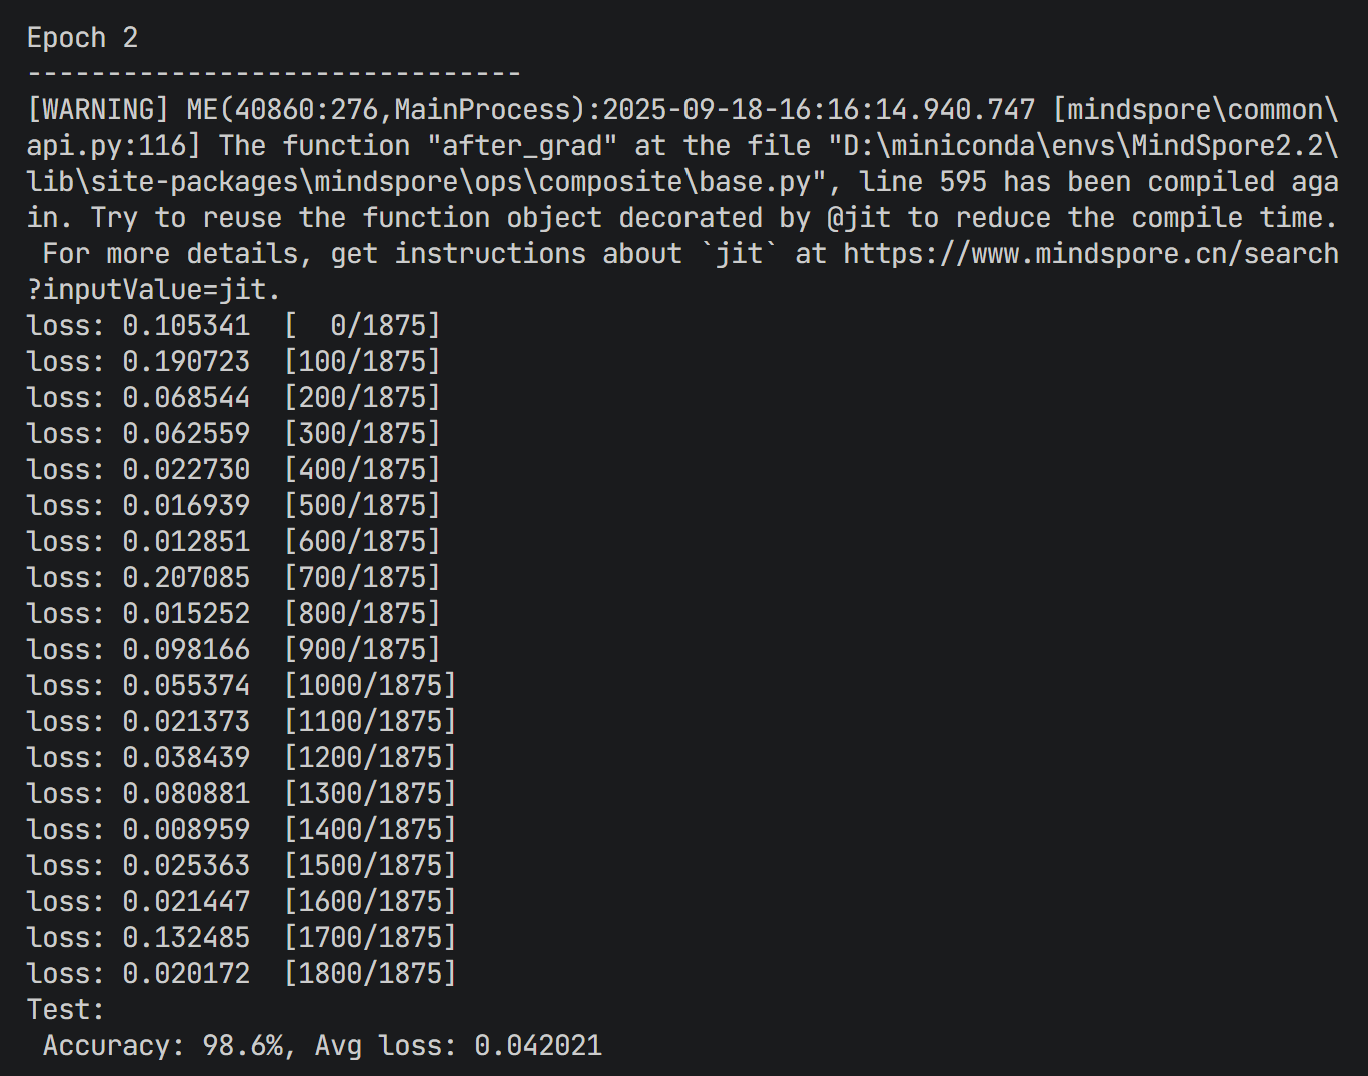 Epoch 2
-------------------------------
[WARNING] ME(40860:276,MainProcess):2025-09-18-16:16:14.940.747 [mindspore\common\
api.py:116] The function "after_grad" at the file "D:\miniconda\envs\MindSpore2.2\
lib\site-packages\mindspore\ops\composite\base.py", line 595 has been compiled aga
in. Try to reuse the function object decorated by @jit to reduce the compile time.
 For more details, get instructions about `jit` at https://www.mindspore.cn/search
?inputValue=jit.
loss: 0.105341  [  0/1875]
loss: 0.190723  [100/1875]
loss: 0.068544  [200/1875]
loss: 0.062559  [300/1875]
loss: 0.022730  [400/1875]
loss: 0.016939  [500/1875]
loss: 0.012851  [600/1875]
loss: 0.207085  [700/1875]
loss: 0.015252  [800/1875]
loss: 0.098166  [900/1875]
loss: 0.055374  [1000/1875]
loss: 0.021373  [1100/1875]
loss: 0.038439  [1200/1875]
loss: 0.080881  [1300/1875]
loss: 0.008959  [1400/1875]
loss: 0.025363  [1500/1875]
loss: 0.021447  [1600/1875]
loss: 0.132485  [1700/1875]
loss: 0.020172  [1800/1875]
Test:
 Accuracy: 98.6%, Avg loss: 0.042021